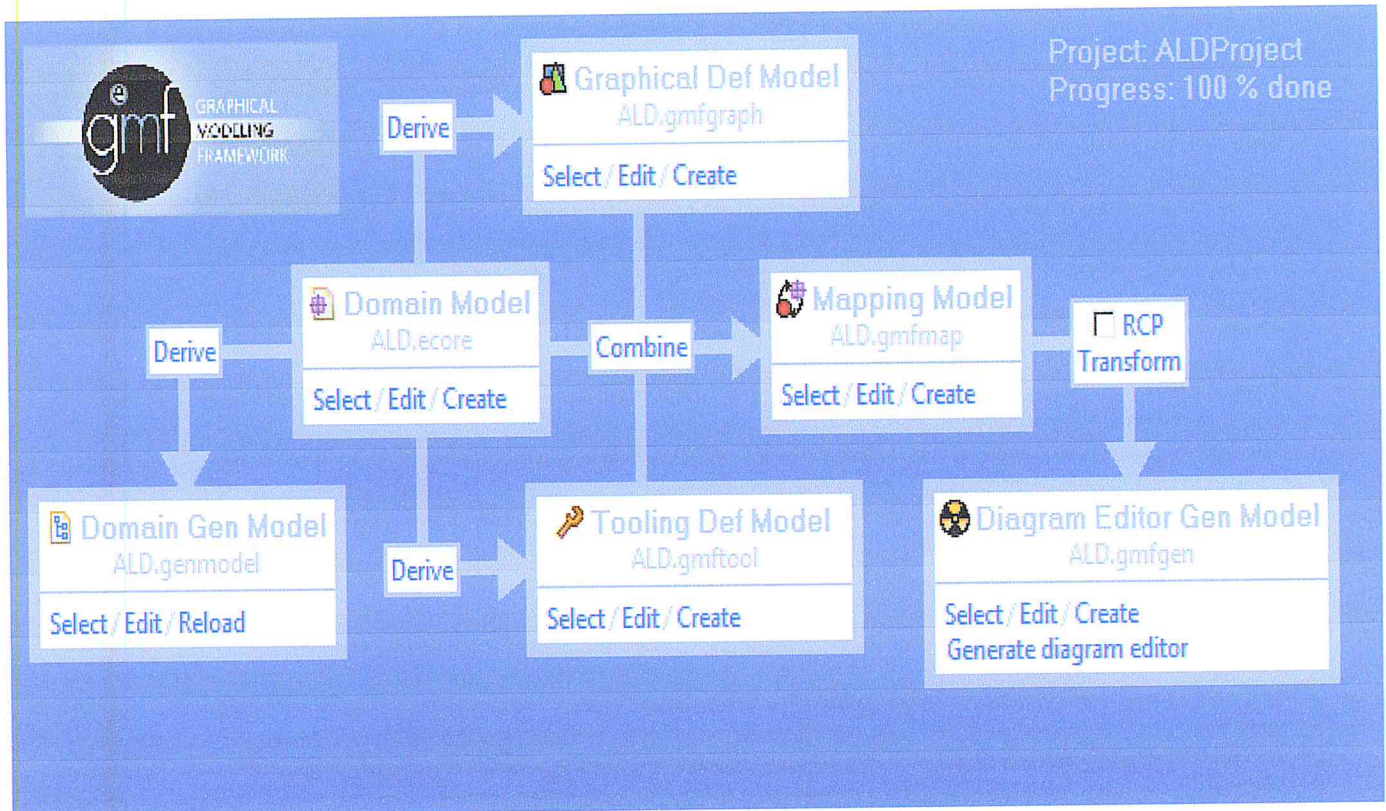 e
gmf
GRAPHICAL
MODELING
FRAMEWORK
Project: ALDProject
Progress: 100 % done
Derive
Graphical Def Model
ALD.gmfgraph
Select / Edit / Create
Domain Model
ALD.ecore
Select / Edit / Create
Derive
Combine
Mapping Model
ALD.gmfmap
Select / Edit / Create
RCP
Transform
Domain Gen Model
ALD.genmodel
Select / Edit / Reload
Derive
Tooling Def Model
ALD.gmftool
Select / Edit / Create
Diagram Editor Gen Model
ALD.gmfgen
Select / Edit / Create
Generate diagram editor